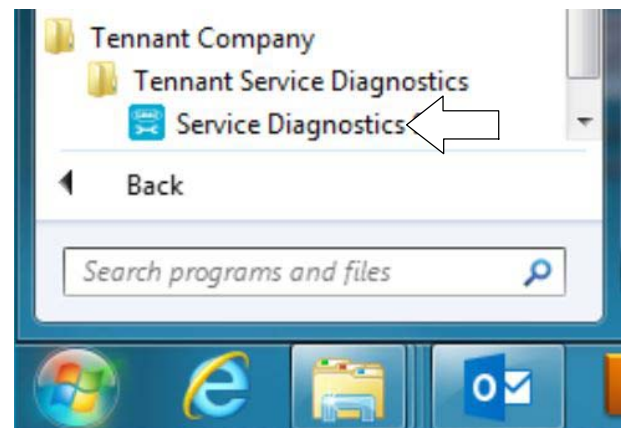 Tennant Company
Tennant Service Diagnostics
Service Diagnostics
Back
Search programs and files